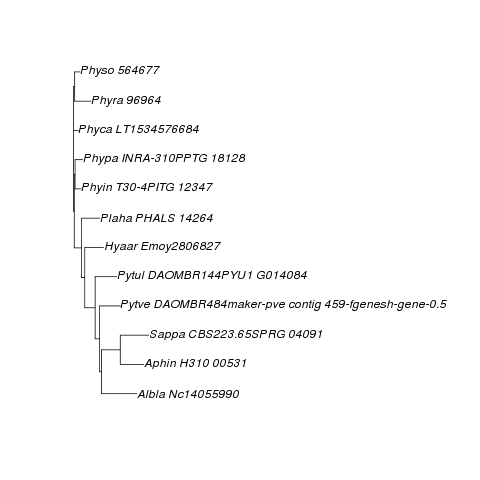 Physo 564677
Phyra 96964
Phyca LT1534576684
Phypa INRA-310PPTG 18128
Phyin T30-4PITG 12347
Plaha PHALS 14264
Hyaar Emoy2806827
Pytul DAOMBR144PYU1 G014084
Pytve DAOMBR484maker-pve contig 459-fgenesh-gene-0.5
Sappa CBS223.65SPRG 04091
Aphin H310 00531
Albla Nc14055990